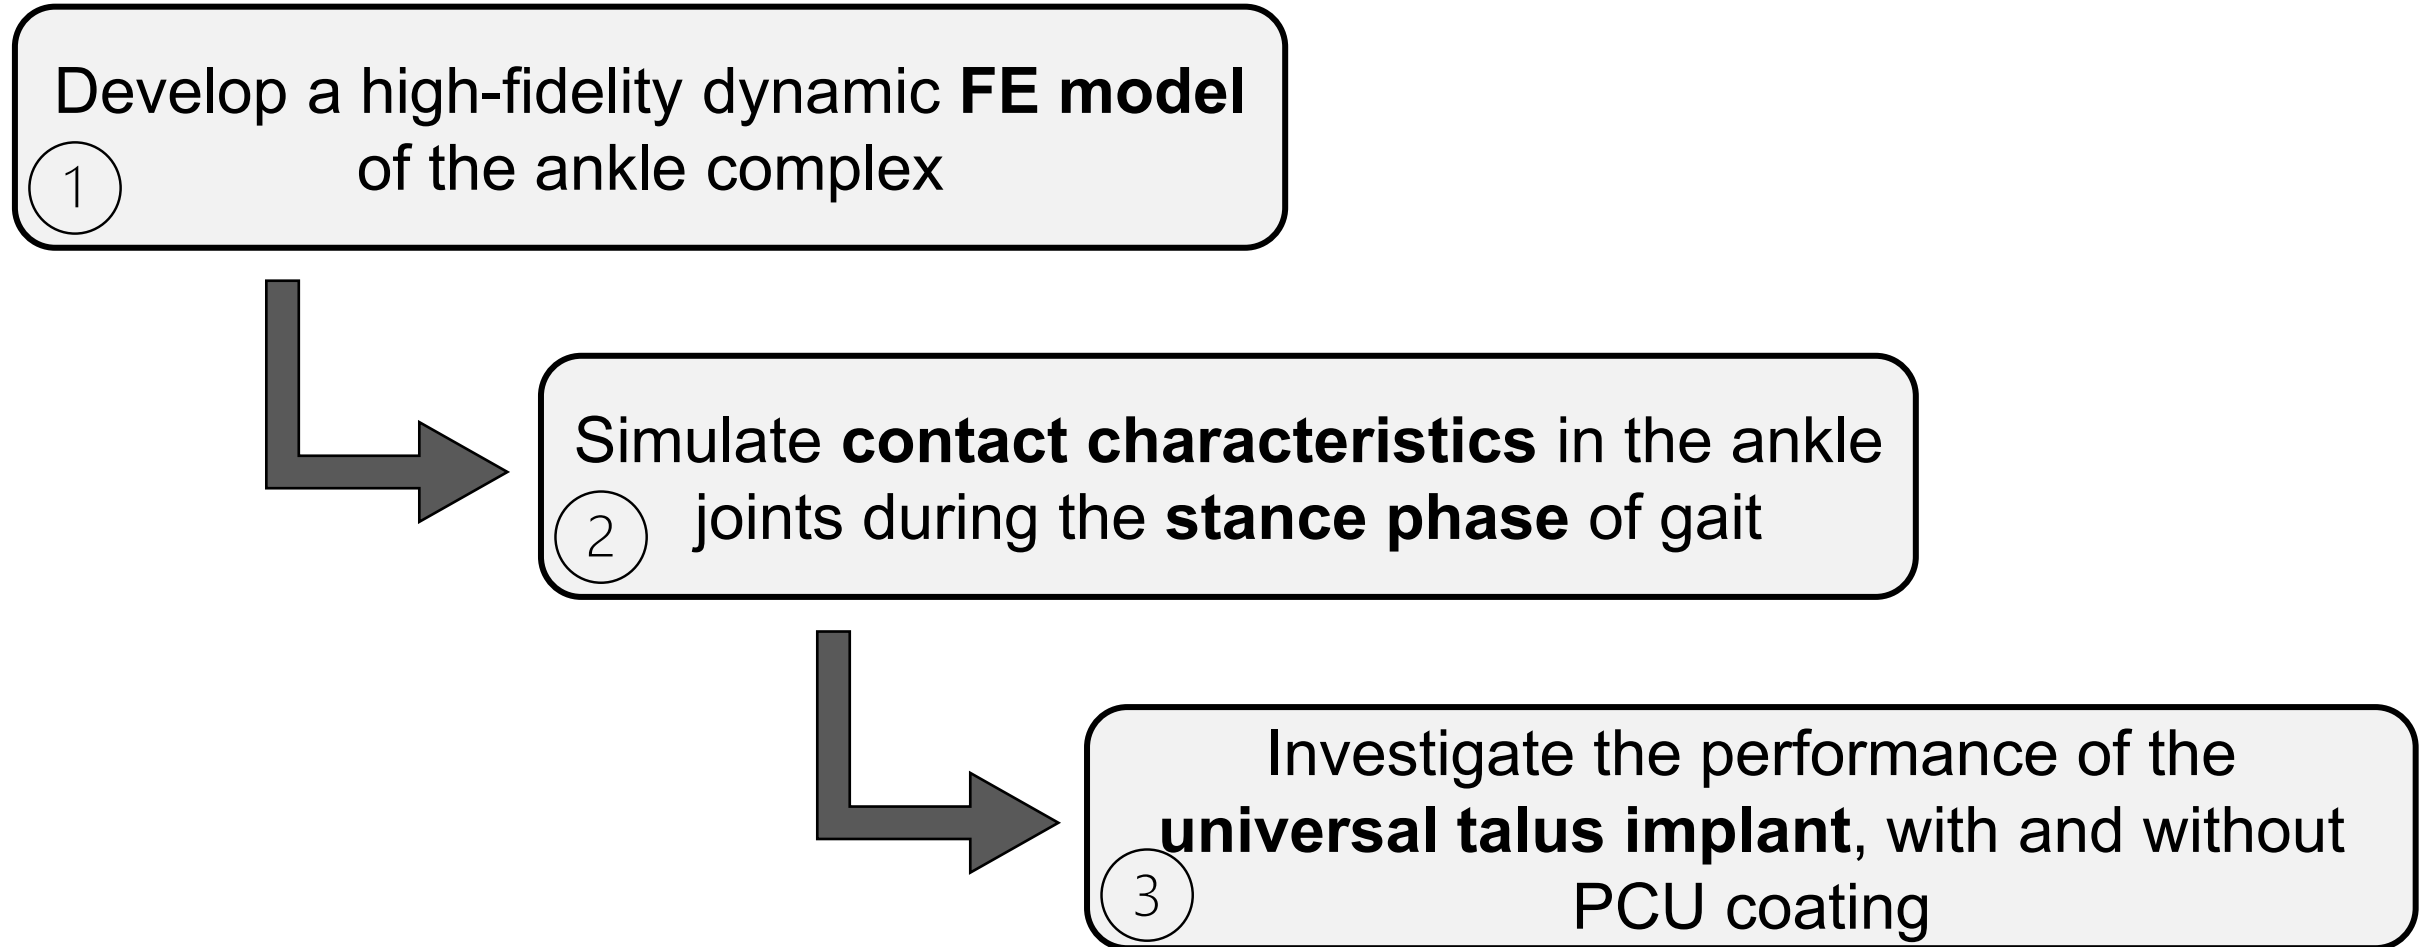 Develop a high-fidelity dynamic FE model
of the ankle complex
1
Simulate contact characteristics in the ankle
joints during the stance phase of gait
2
Investigate the performance of the
universal talus implant, with and without
PCU coating
3